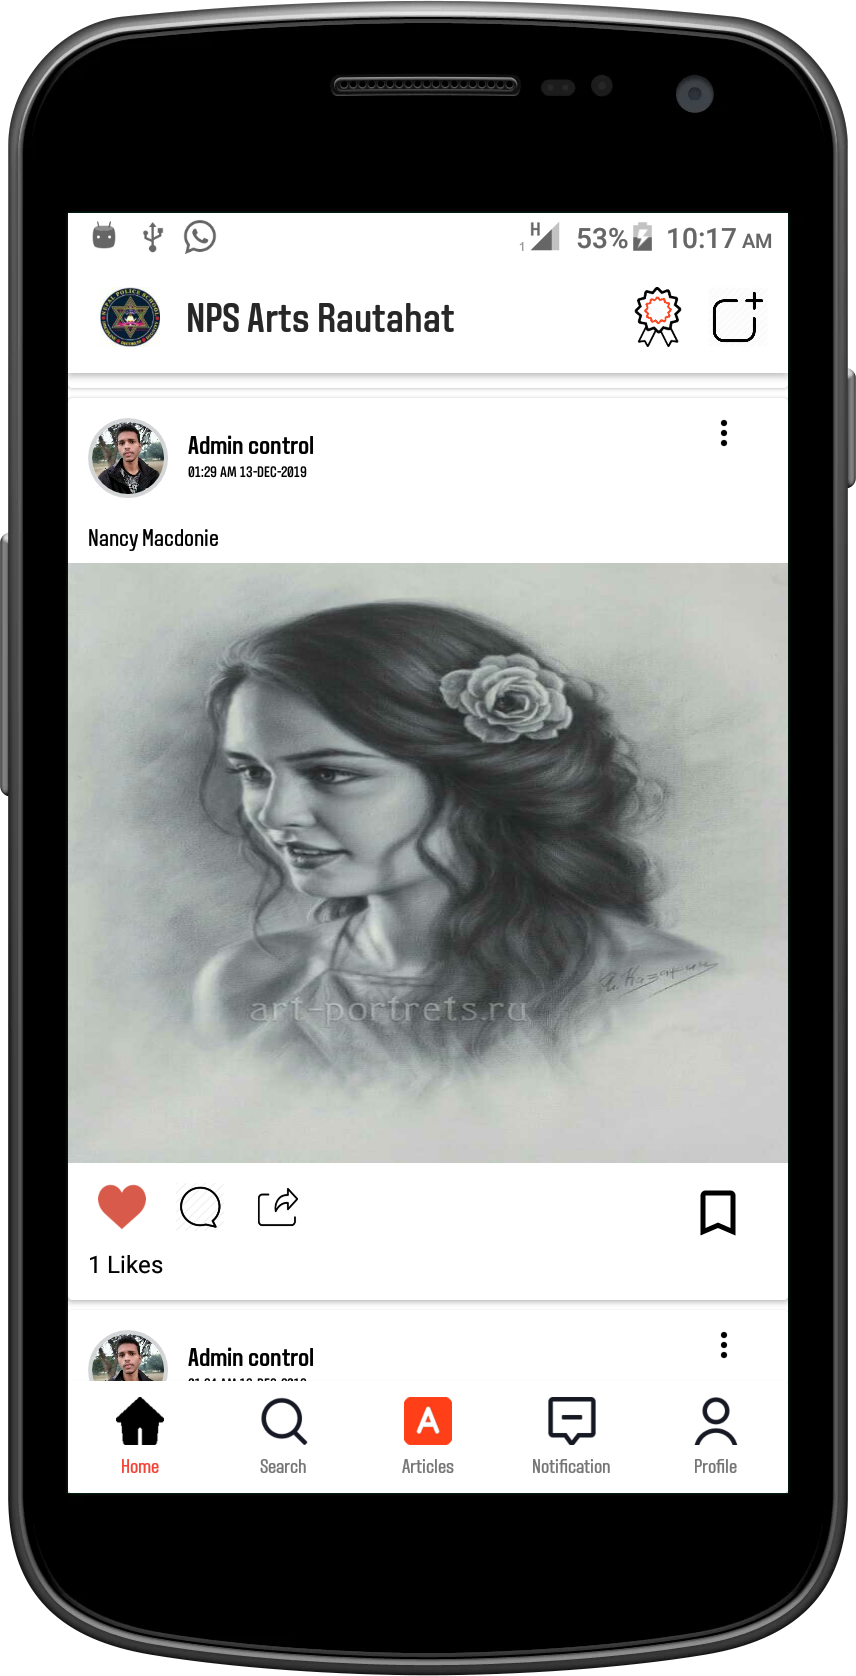 1 H 53% 10:17 AM
NPS Arts Rautahat
Admin control
01:29 AM 13-DEC-2019
Nancy Macdonie
art-portrets.ru
1 Likes
Admin control
A
Home
Search
Articles
Notification
Profile